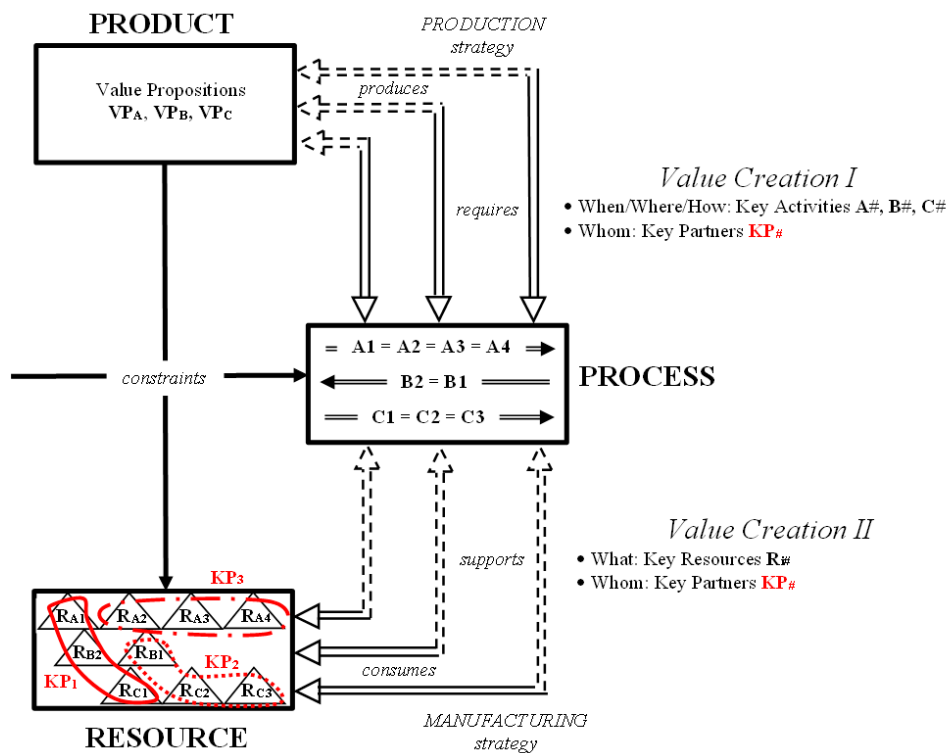 PRODUCT
PRODUCTION
strategy
Value Propositions
VPA, VPB, VPC
produces
requires
Value Creation I
• When/Where/How: Key Activities A#, B#, C#
• Whom: Key Partners KP#
= A1 = A2 = A3 = A4
B2 = B1
C1 = C2 = C3
PROCESS
constraints
Value Creation II
• What: Key Resources Ri#
• Whom: Key Partners KP#
supports
KP3
RA1 RA2 RA3 RA4
RB2 RB1
KP2
KP1
RC1 RC2 RC3
consumes
RESOURCE
MANUFACTURING
strategy